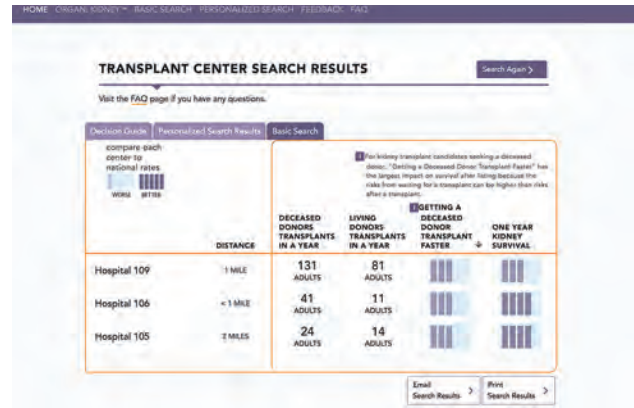 HOME ORGAN: KIDNEY BASIC SEARCH PERSONALIZED SEARCH FEEDBACK FAQ
TRANSPLANT CENTER SEARCH RESULTS
Search Again >
Visit the FAQ page if you have any questions.
Decision Guide Personalized Search Results Basic Search
compare each
center to
national rates
WORSE BETTER
i For kidney transplant candidates seeking a deceased
donor, "Getting a Deceased Donor Transplant Faster" has
the largest impact on survival after listing because the
risks from waiting for a transplant can be higher than risks
after a transplant.
DISTANCE
DECEASED
DONORS
TRANSPLANTS
IN A YEAR
LIVING
DONORS
TRANSPLANTS
IN A YEAR
i GETTING A
DECEASED
DONOR
TRANSPLANT
FASTER ↓
ONE YEAR
KIDNEY
SURVIVAL
Hospital 109 1 MILE 131 ADULTS 81 ADULTS
Hospital 106 < 1 MILE 41 ADULTS 11 ADULTS
Hospital 105 2 MILES 24 ADULTS 14 ADULTS
Email
Search Results >
Print
Search Results >